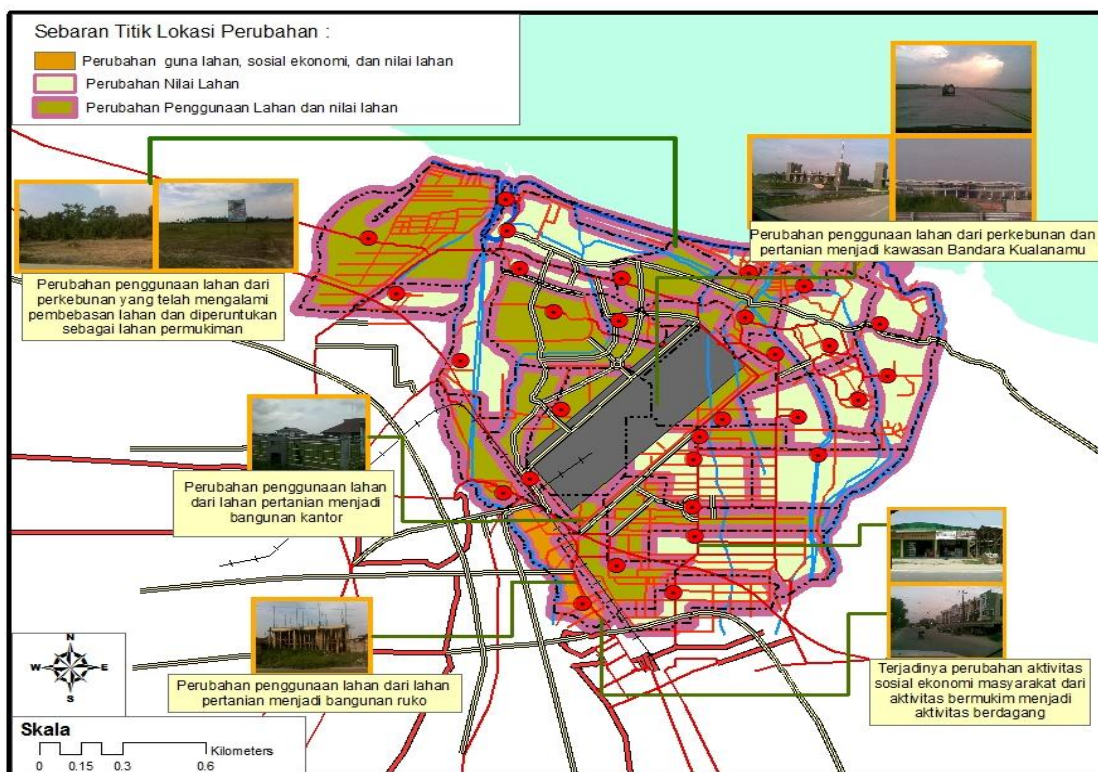 Sebaran Titik Lokasi Perubahan :
Perubahan guna lahan, sosial ekonomi, dan nilai lahan
Perubahan Nilai Lahan
Perubahan Penggunaan Lahan dan nilai lahan
Perubahan penggunaan lahan dari perkebunan dan
pertanian menjadi kawasan Bandara Kualanamu
Perubahan penggunaan lahan dari
perkebunan yang telah mengalami
pembebasan lahan dan diperuntukan
sebagai lahan permukiman
Perubahan penggunaan lahan
dari lahan pertanian menjadi
bangunan kantor
Perubahan penggunaan lahan dari lahan
pertanian menjadi bangunan ruko
Terjadinya perubahan aktivitas
sosial ekonomi masyarakat dari
aktivitas bermukim menjadi
aktivitas berdagang
N
W E
S
Skala
Kilometers
0 0.15 0.3 0.6